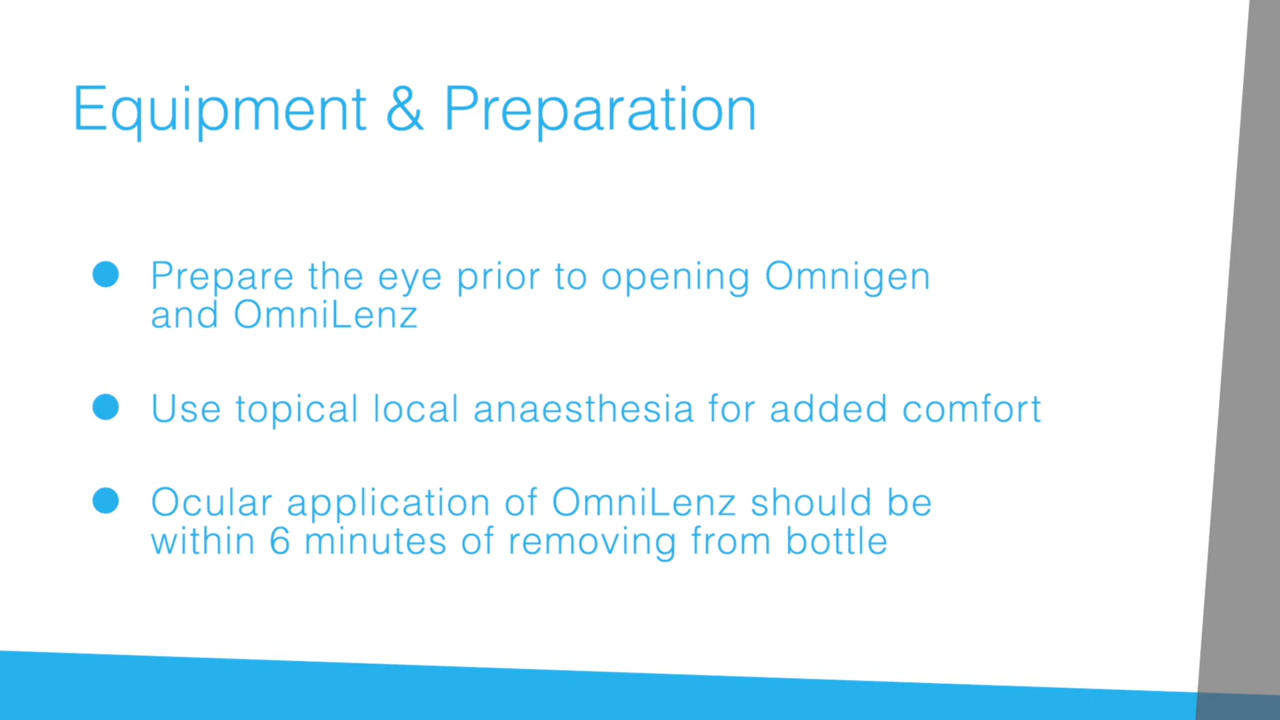 Equipment & Preparation
Prepare the eye prior to opening Omnigen
and OmniLenz
Use topical local anaesthesia for added comfort
Ocular application of OmniLenz should be
within 6 minutes of removing from bottle